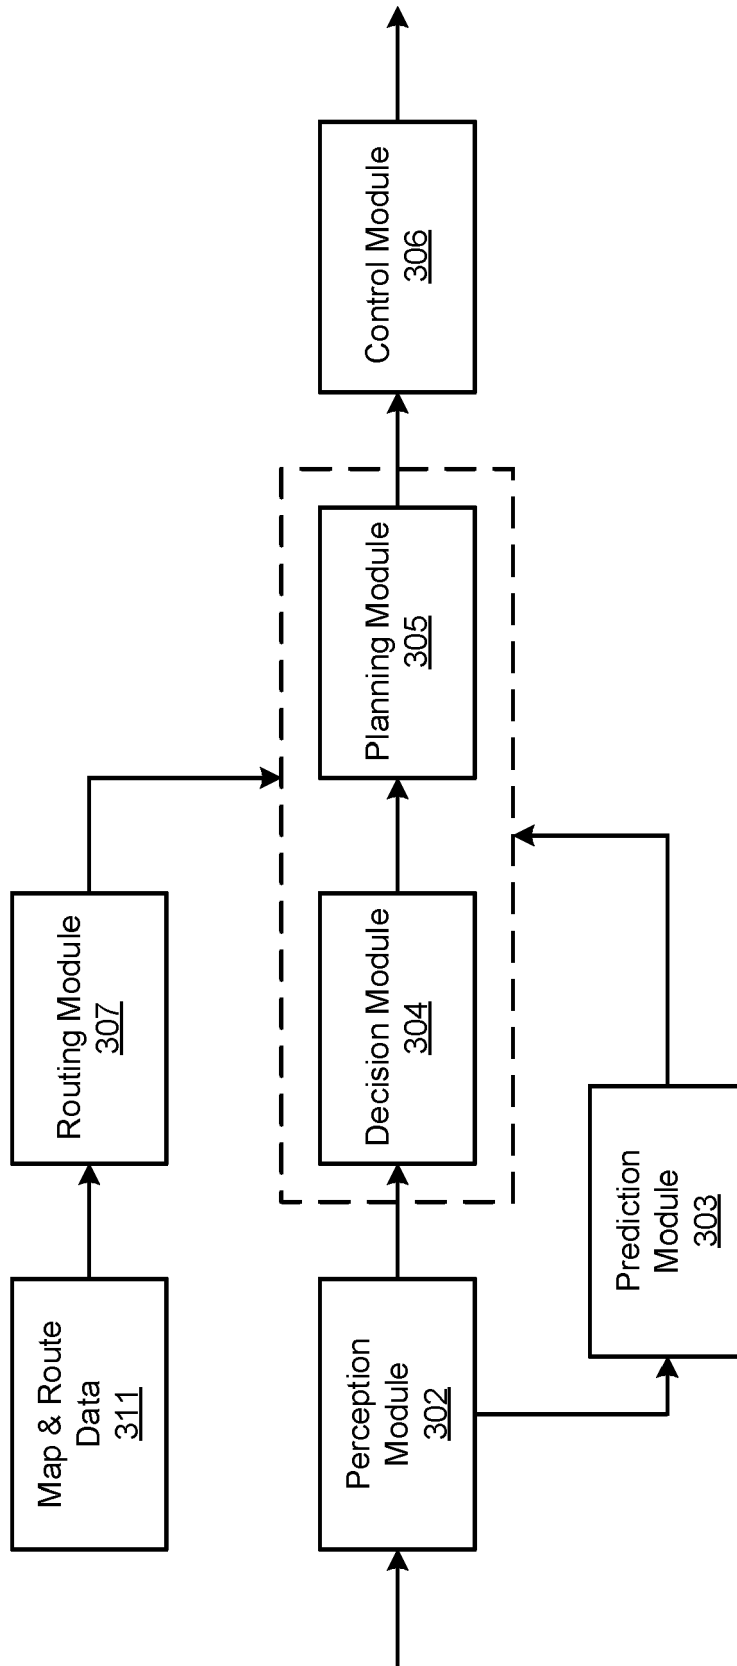 Map & Route
Data
311
Routing Module
307
Perception
Module
302
Decision Module
304
Planning Module
305
Control Module
306
Prediction
Module
303